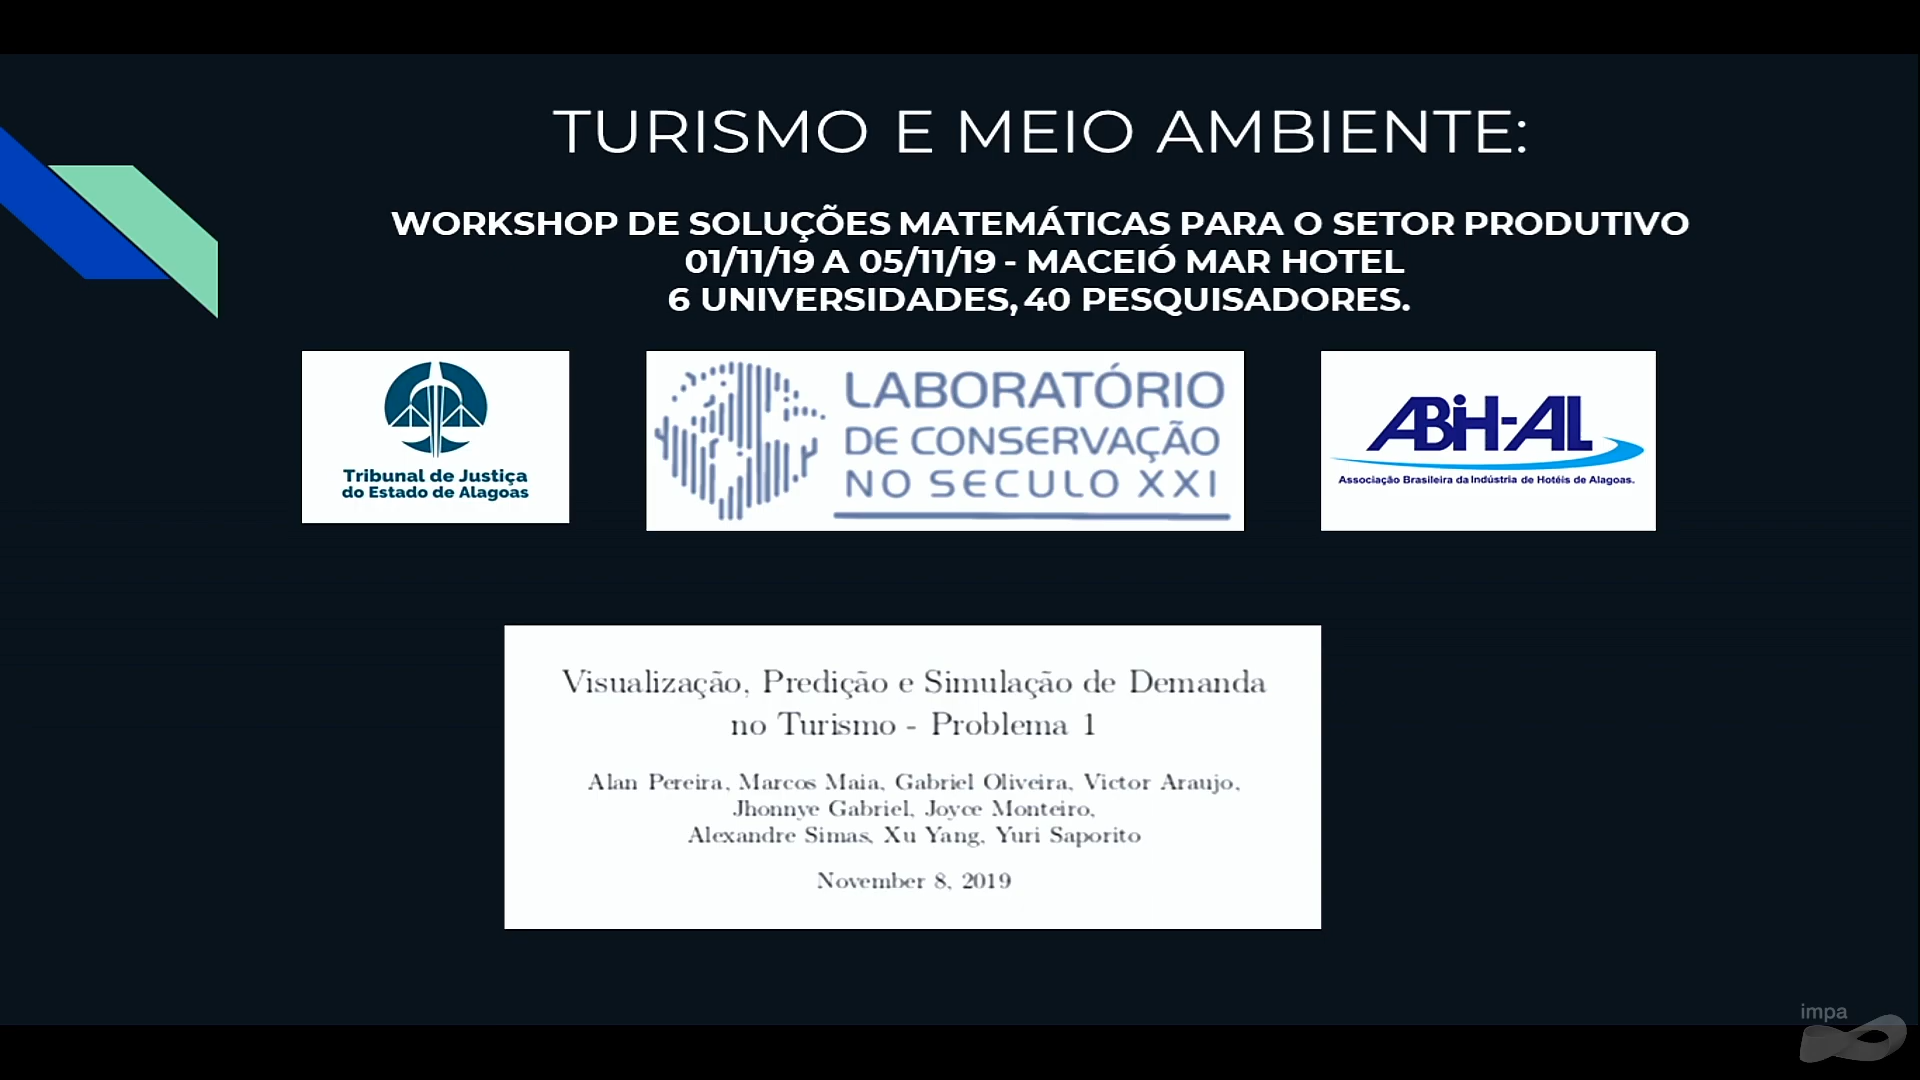 TURISMO E MEIO AMBIENTE:
WORKSHOP DE SOLUÇÕES MATEMÁTICAS PARA O SETOR PRODUTIVO
01/11/19 A 05/11/19 - MACEIÓ MAR HOTEL
6 UNIVERSIDADES, 40 PESQUISADORES.
Tribunal de Justiça
do Estado de Alagoas
LABORATÓRIO
DE CONSERVAÇÃO
NO SECULO XXI
ABIH-AL
Associação Brasileira da Indústria de Hotéis de Alagoas.
Visualização, Predição e Simulação de Demanda
no Turismo - Problema 1
Alan Pereira, Marcos Maia, Gabriel Oliveira, Victor Araujo,
Jhonnye Gabriel, Joyce Monteiro,
Alexandre Simas, Xu Yang, Yuri Saporito
November 8, 2019
impa